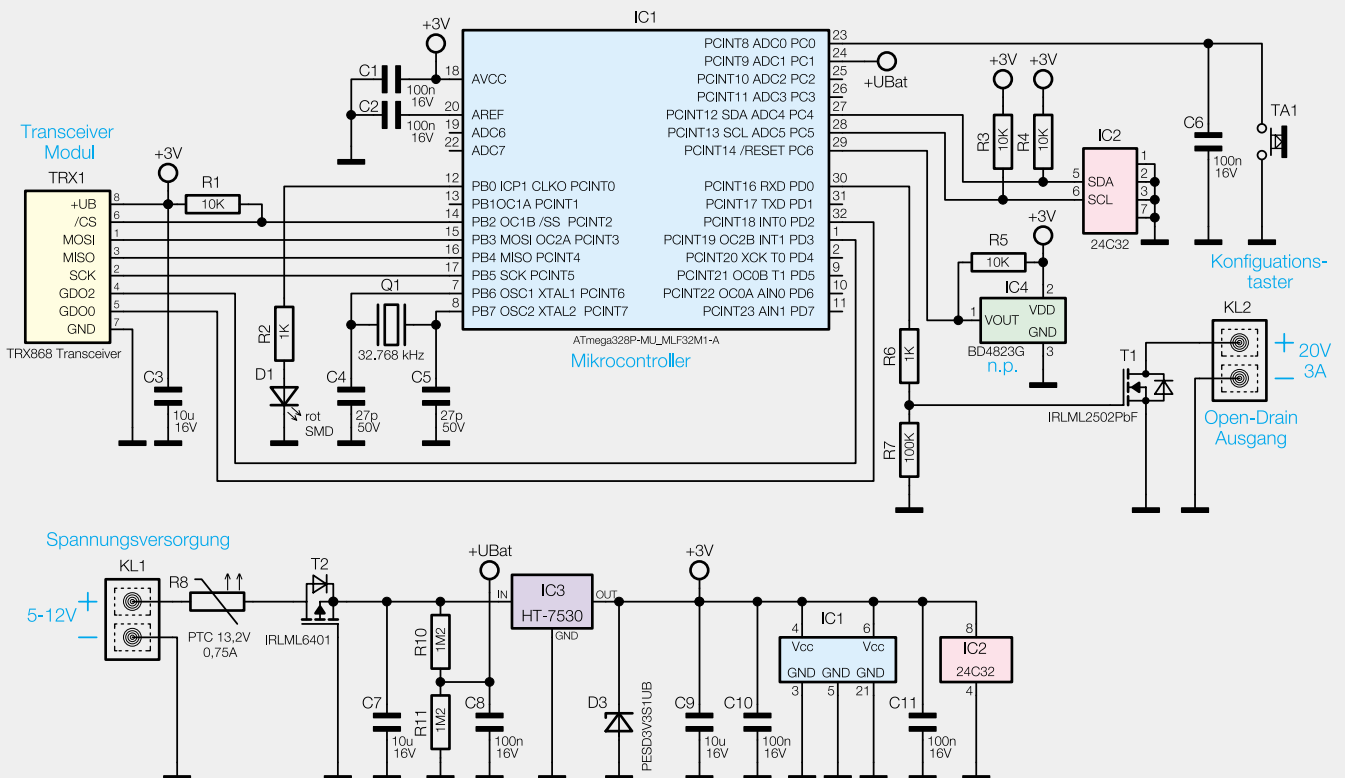 IC1
+3V
C1
100n
16V
C2
100n
16V
18 AVCC
20 AREF
19 ADC6
22 ADC7
12 PB0 ICP1 CLKO PCINT0
13 PB1OC1A PCINT1
14 PB2 OC1B /SS PCINT2
15 PB3 MOSI OC2A PCINT3
16 PB4 MISO PCINT4
17 PB5 SCK PCINT5
7 PB6 OSC1 XTAL1 PCINT6
8 PB7 OSC2 XTAL2 PCINT7
PCINT8 ADC0 PC0 23
PCINT9 ADC1 PC1 24
PCINT10 ADC2 PC2 25
PCINT11 ADC3 PC3 26
PCINT12 SDA ADC4 PC4 27
PCINT13 SCL ADC5 PC5 28
PCINT14 /RESET PC6 29
PCINT16 RXD PD0 30
PCINT17 TXD PD1 31
PCINT18 INT0 PD2 32
PCINT19 OC2B INT1 PD3 1
PCINT20 XCK T0 PD4 2
PCINT21 OC0B T1 PD5 9
PCINT22 OC0A AIN0 PD6 10
PCINT23 AIN1 PD7 11
ATmega328P-MU_MLF32M1-A
Mikrocontroller
+UBat
Transceiver
Modul
TRX1
+UB 8
/CS 6
MOSI 1
MISO 3
SCK 2
GDO2 4
GDO0 5
GND 7
TRX868 Transceiver
+3V
R1
10K
C3
10u
16V
R2
1K
D1
rot
SMD
Q1
32.768 kHz
C4
27p
50V
C5
27p
50V
+3V
+3V
R3
10K
R4
10K
IC2
5 SDA
6 SCL
1
2
3
7
24C32
C6
100n
16V
TA1
Konfiguations-
taster
+3V
R5
10K
IC4
1 VOUT
VDD 2
GND 3
BD4823G
n.p.
R6
1K
R7
100K
T1
IRLML2502PbF
KL2
+ 20V
− 3A
Open-Drain
Ausgang
Spannungsversorgung
KL1
+
5-12V
−
R8
PTC 13,2V
0,75A
T2
IRLML6401
C7
10u
16V
R10
1M2
R11
1M2
+UBat
C8
100n
16V
IN
IC3
HT-7530
OUT
GND
D3
PESD3V3S1UB
+3V
C9
10u
16V
C10
100n
16V
IC1
4 6
Vcc Vcc
GND GND GND
3 5 21
C11
100n
16V
8
IC2
24C32
4